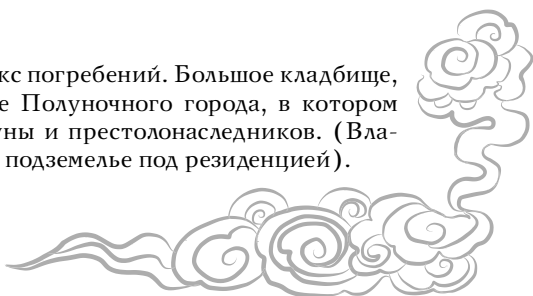 кс погребений. Большое кладбище,
е Полуночного города, в котором
уны и престолонаследников. (Вла-
подземелье под резиденцией).